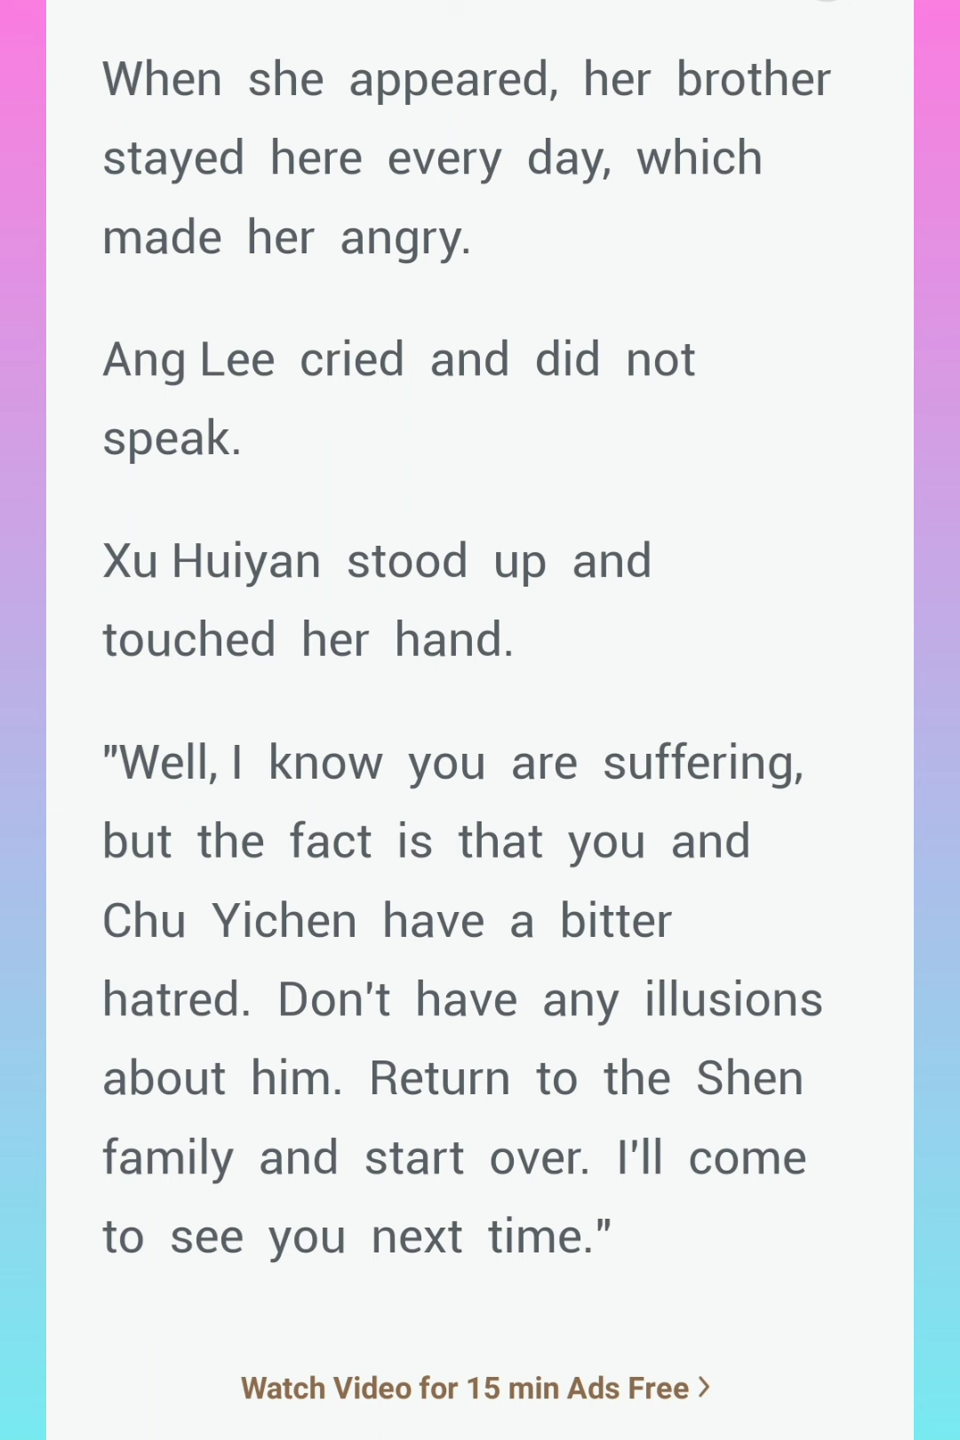 When she appeared, her brother
stayed here every day, which
made her angry.
Ang Lee cried and did not
speak.
Xu Huiyan stood up and
touched her hand.
"Well, I know you are suffering,
but the fact is that you and
Chu Yichen have a bitter
hatred. Don't have any illusions
about him. Return to the Shen
family and start over. I'll come
to see you next time."
Watch Video for 15 min Ads Free >